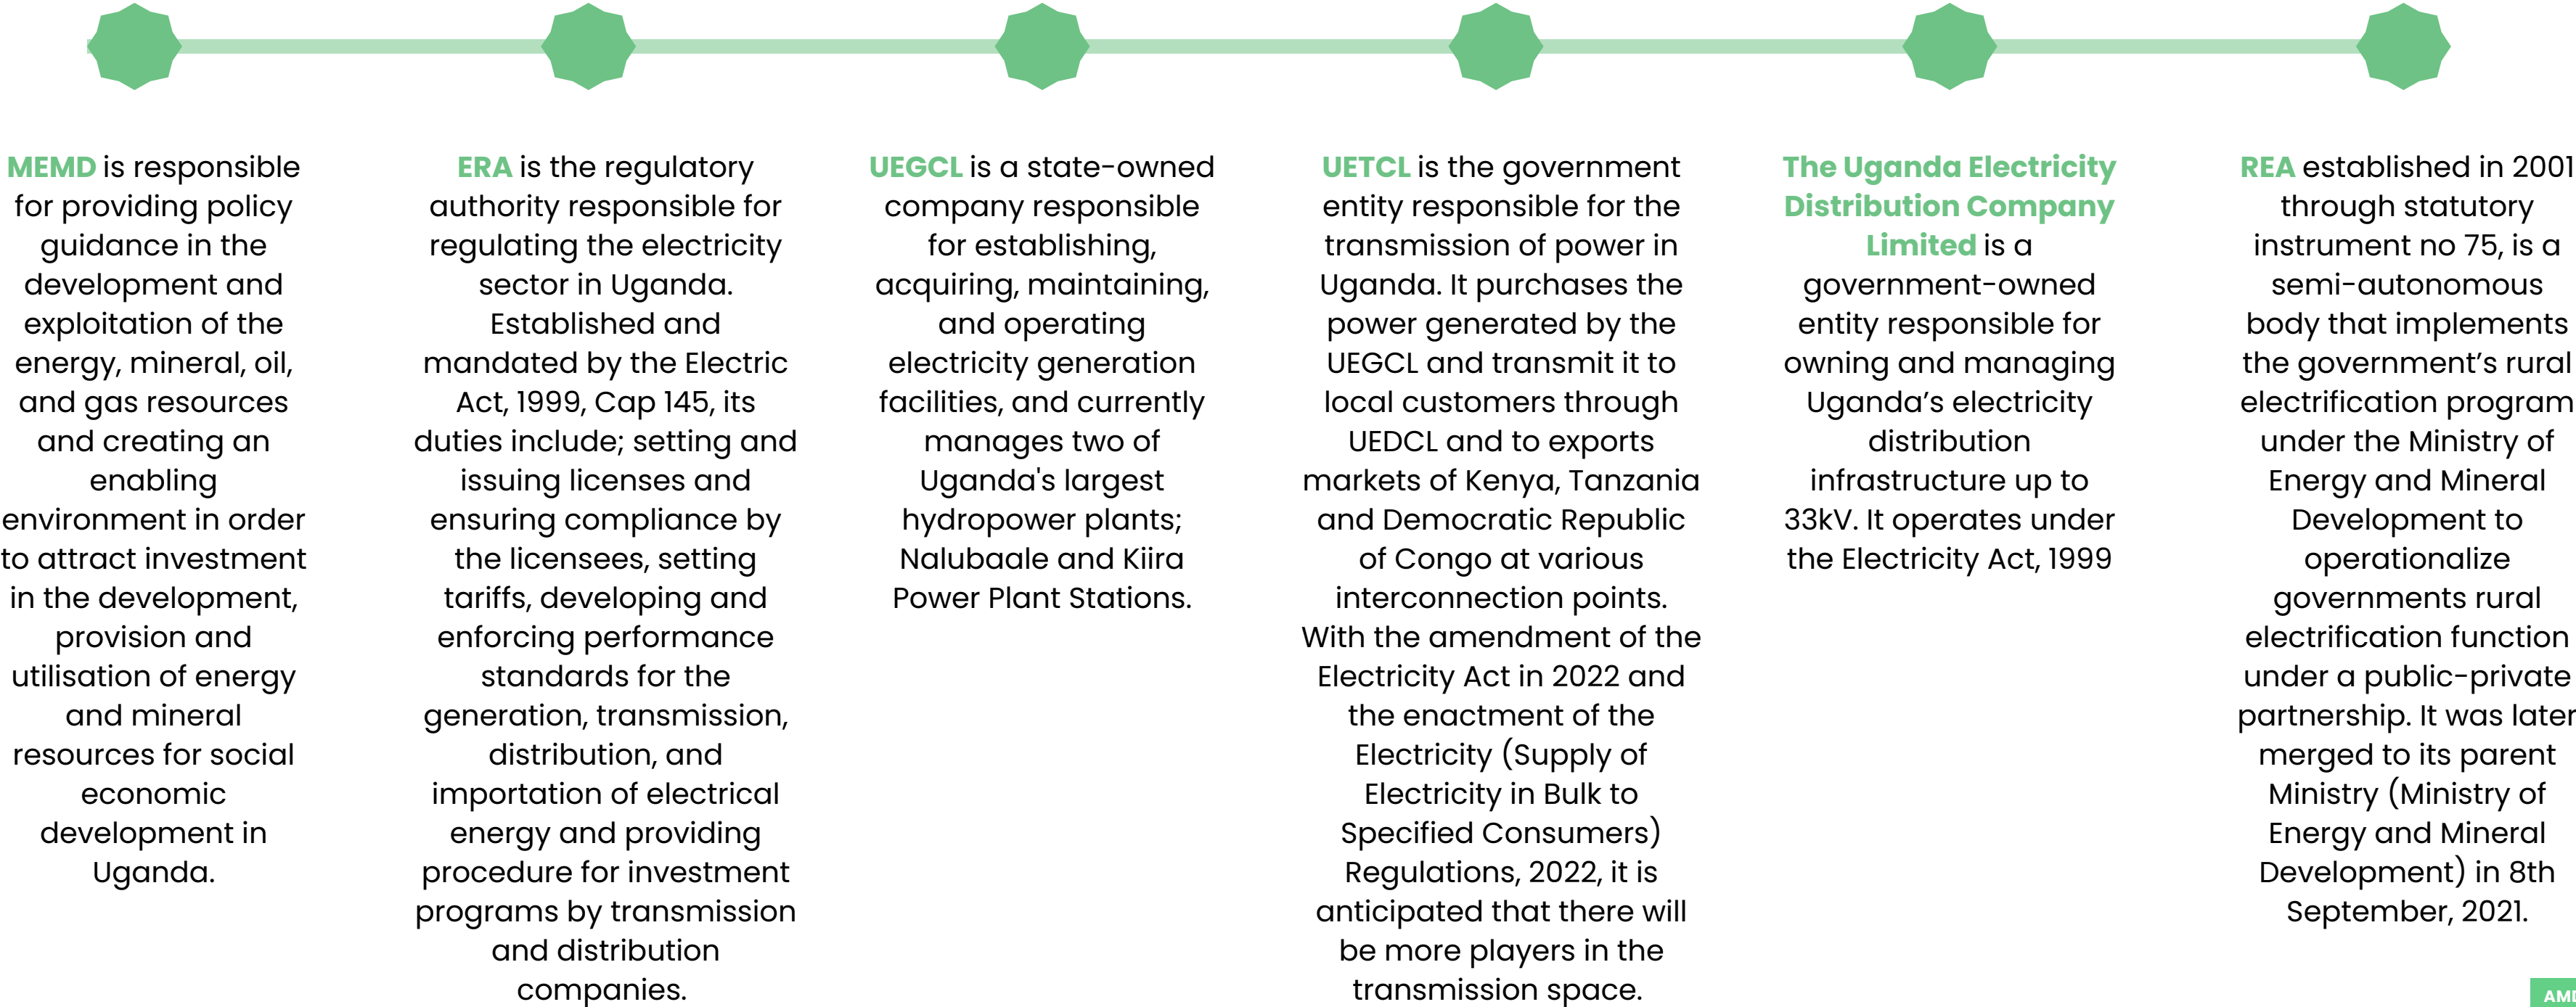 MEMD is responsible
for providing policy
guidance in the
development and
exploitation of the
energy, mineral, oil,
and gas resources
and creating an
enabling
environment in order
to attract investment
in the development,
provision and
utilisation of energy
and mineral
resources for social
economic
development in
Uganda.
ERA is the regulatory
authority responsible for
regulating the electricity
sector in Uganda.
Established and
mandated by the Electric
Act, 1999, Cap 145, its
duties include; setting and
issuing licenses and
ensuring compliance by
the licensees, setting
tariffs, developing and
enforcing performance
standards for the
generation, transmission,
distribution, and
importation of electrical
energy and providing
procedure for investment
programs by transmission
and distribution
companies.
UEGCL is a state-owned
company responsible
for establishing,
acquiring, maintaining,
and operating
electricity generation
facilities, and currently
manages two of
Uganda's largest
hydropower plants;
Nalubaale and Kiira
Power Plant Stations.
UETCL is the government
entity responsible for the
transmission of power in
Uganda. It purchases the
power generated by the
UEGCL and transmit it to
local customers through
UEDCL and to exports
markets of Kenya, Tanzania
and Democratic Republic
of Congo at various
interconnection points.
With the amendment of the
Electricity Act in 2022 and
the enactment of the
Electricity (Supply of
Electricity in Bulk to
Specified Consumers)
Regulations, 2022, it is
anticipated that there will
be more players in the
transmission space.
The Uganda Electricity
Distribution Company
Limited is a
government-owned
entity responsible for
owning and managing
Uganda’s electricity
distribution
infrastructure up to
33kV. It operates under
the Electricity Act, 1999
REA established in 2001
through statutory
instrument no 75, is a
semi-autonomous
body that implements
the government’s rural
electrification program
under the Ministry of
Energy and Mineral
Development to
operationalize
governments rural
electrification function
under a public-private
partnership. It was later
merged to its parent
Ministry (Ministry of
Energy and Mineral
Development) in 8th
September, 2021.